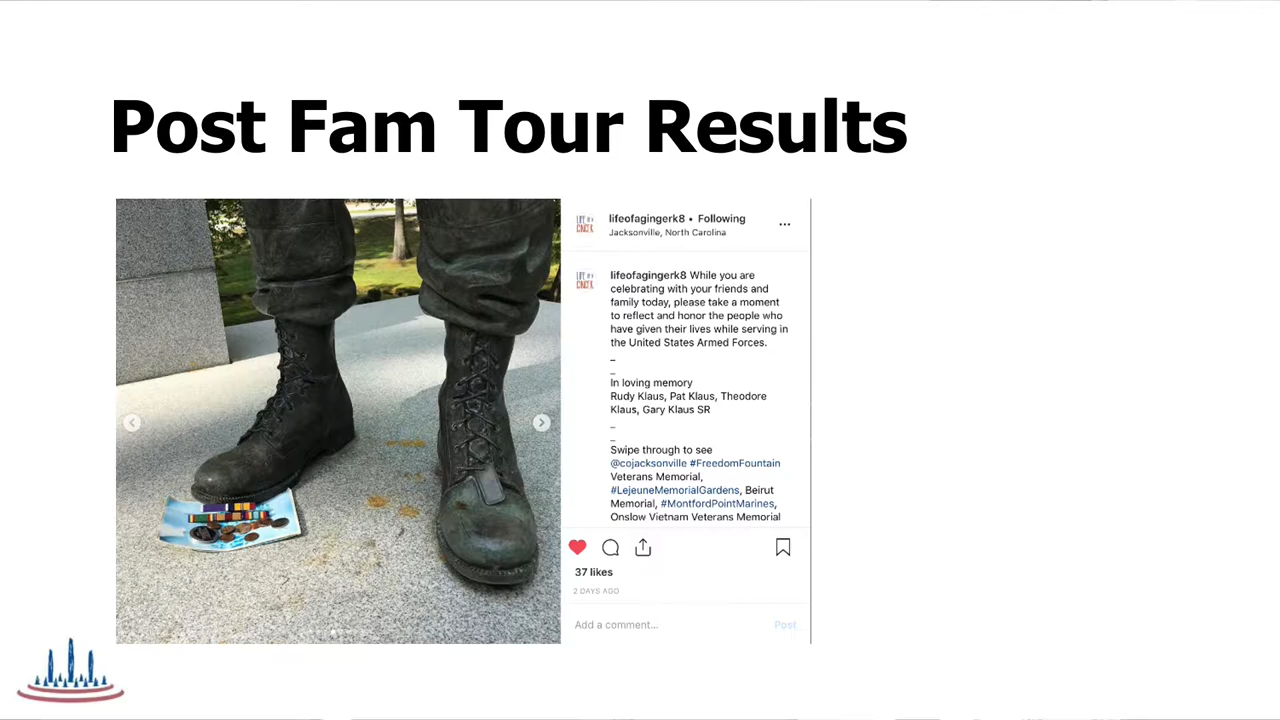 Post Fam Tour Results
lifeofagingerk8 • Following
Jacksonville, North Carolina
...
lifeofagingerk8 While you are
celebrating with your friends and
family today, please take a moment
to reflect and honor the people who
have given their lives while serving in
the United States Armed Forces.
_
_
In loving memory
Rudy Klaus, Pat Klaus, Theodore
Klaus, Gary Klaus SR
_
_
Swipe through to see
@cojacksonville #FreedomFountain
Veterans Memorial,
#LejeuneMemorialGardens, Beirut
Memorial, #MontfordPointMarines,
Onslow Vietnam Veterans Memorial
37 likes
2 DAYS AGO
Add a comment...
Post